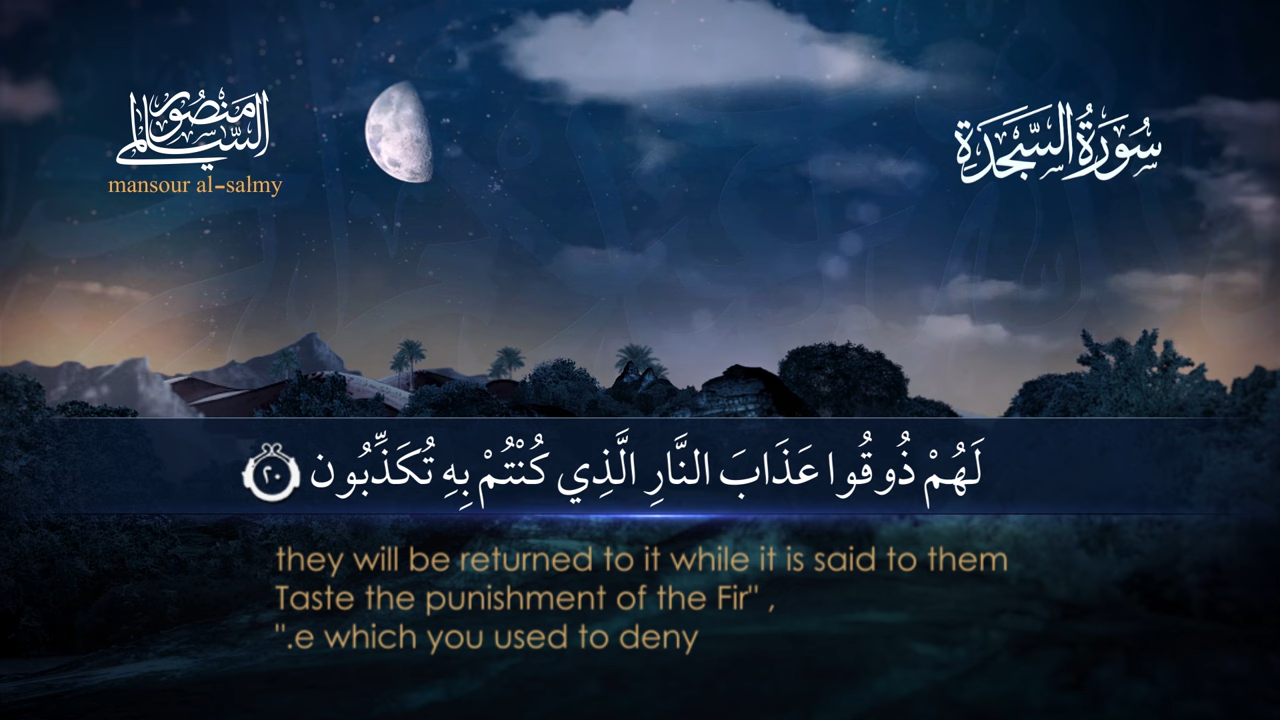 منصور السالمي
mansour al-salmy
سُورَةُ السَّجْدَةِ
لَهُمْ ذُوقُوا عَذَابَ النَّارِ الَّذِي كُنْتُمْ بِهِ تُكَذِّبُون ٢٠
they will be returned to it while it is said to them
Taste the punishment of the Fir" ,
".e which you used to deny